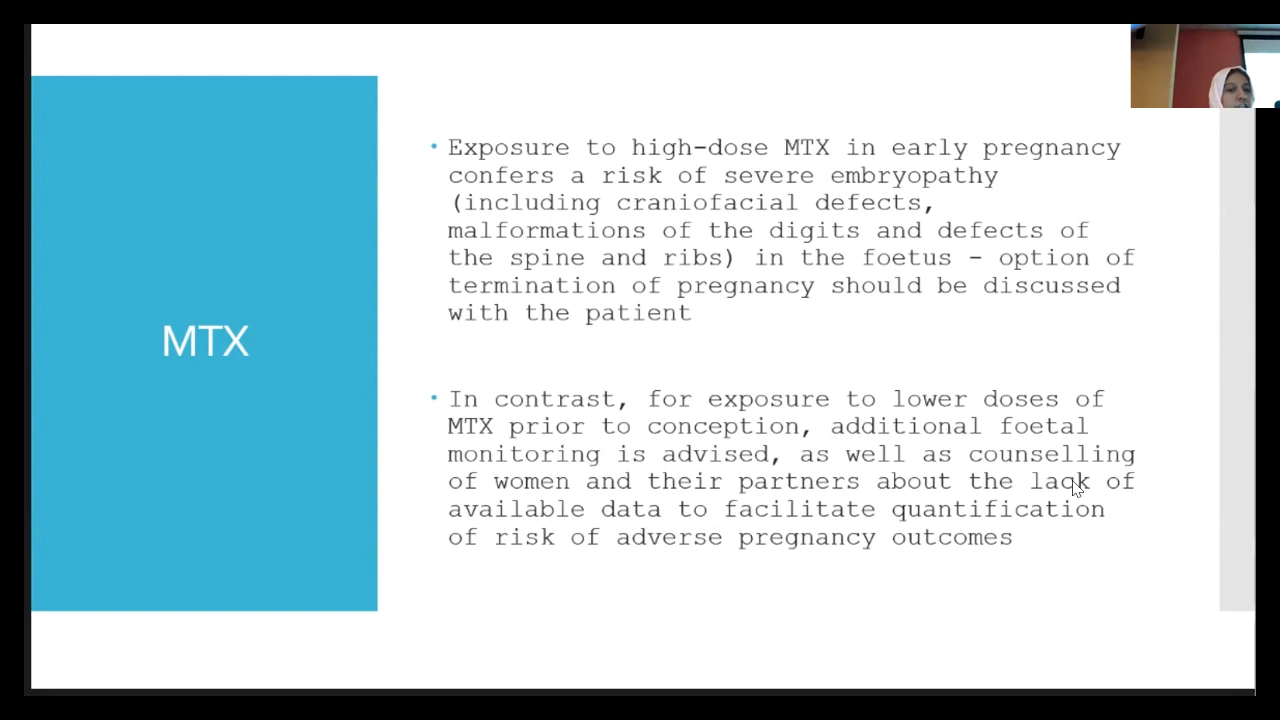 MTX
• Exposure to high-dose MTX in early pregnancy
confers a risk of severe embryopathy
(including craniofacial defects,
malformations of the digits and defects of
the spine and ribs) in the foetus - option of
termination of pregnancy should be discussed
with the patient
• In contrast, for exposure to lower doses of
MTX prior to conception, additional foetal
monitoring is advised, as well as counselling
of women and their partners about the lack of
available data to facilitate quantification
of risk of adverse pregnancy outcomes